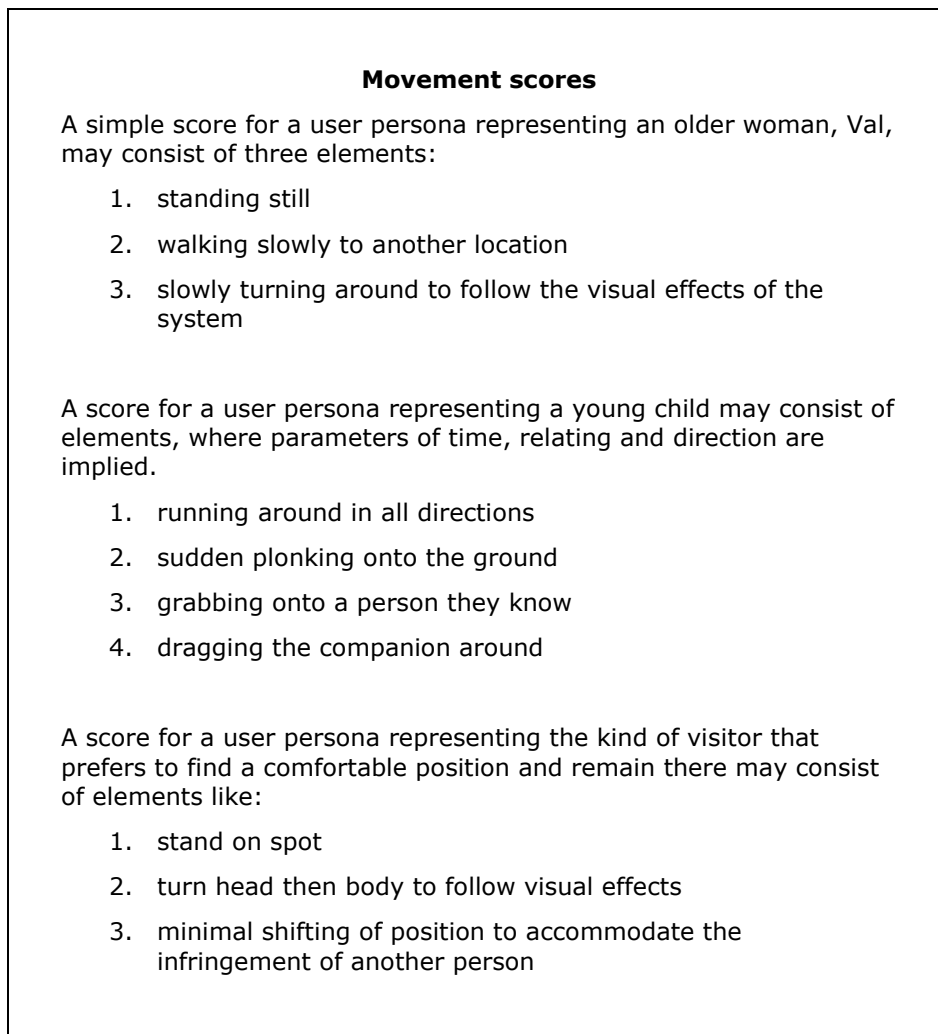 Movement scores
A simple score for a user persona representing an older woman, Val,
may consist of three elements:
1. standing still
2. walking slowly to another location
3. slowly turning around to follow the visual effects of the
system
A score for a user persona representing a young child may consist of
elements, where parameters of time, relating and direction are
implied.
1. running around in all directions
2. sudden plonking onto the ground
3. grabbing onto a person they know
4. dragging the companion around
A score for a user persona representing the kind of visitor that
prefers to find a comfortable position and remain there may consist
of elements like:
1. stand on spot
2. turn head then body to follow visual effects
3. minimal shifting of position to accommodate the
infringement of another person